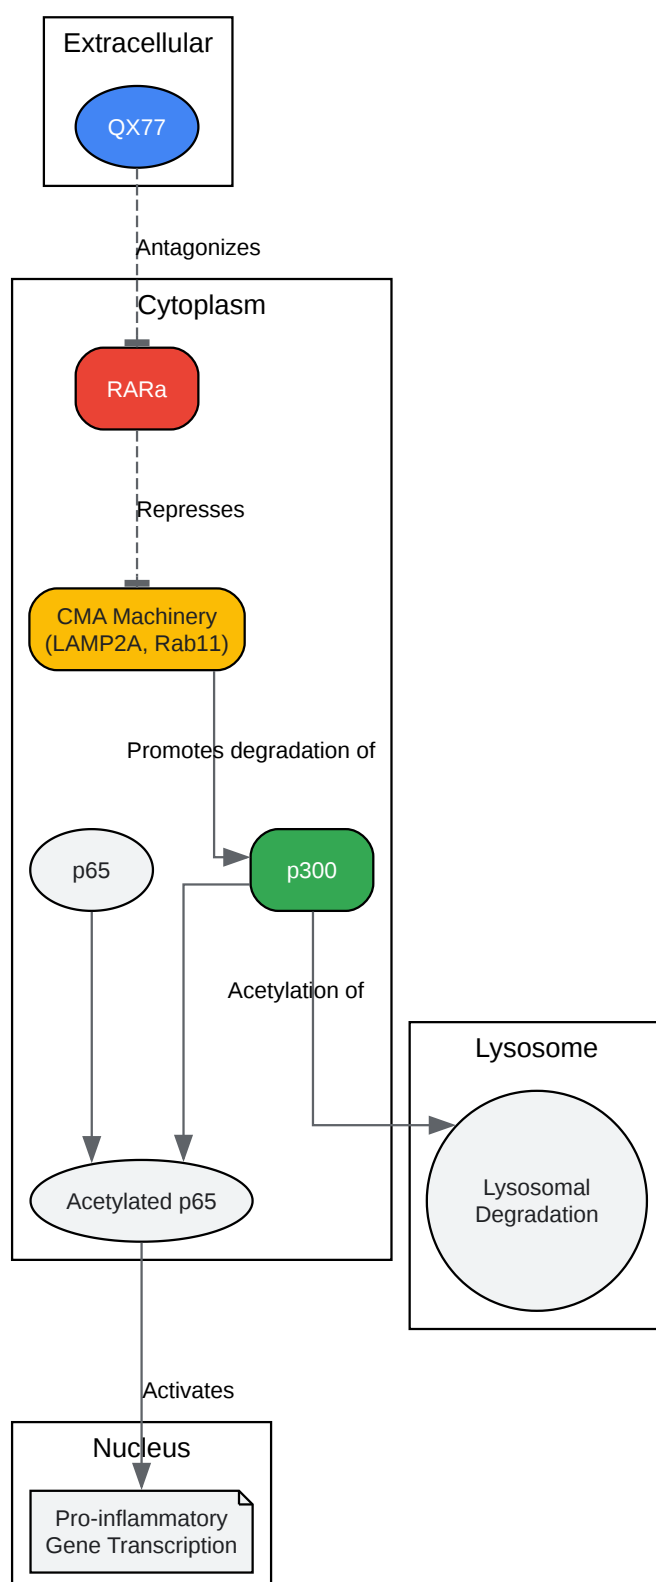 Extracellular
QX77
Antagonizes
Cytoplasm
RARa
Represses
CMA Machinery
(LAMP2A, Rab11)
Promotes degradation of
p65
p300
Acetylation of
Lysosome
Lysosomal
Degradation
Acetylated p65
Activates
Nucleus
Pro-inflammatory
Gene Transcription